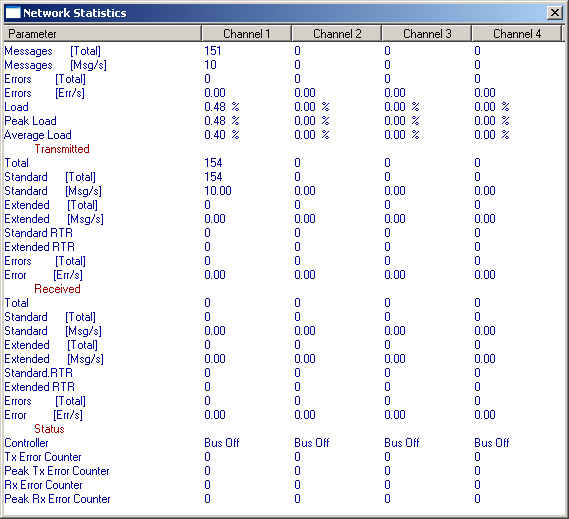 Network Statistics
Parameter Channel 1 Channel 2 Channel 3 Channel 4
Messages [Total] 151 0 0 0
Messages [Msg/s] 10 0 0 0
Errors [Total] 0 0 0 0
Errors [Err/s] 0.00 0.00 0.00 0.00
Load 0.48 % 0.00 % 0.00 % 0.00 %
Peak Load 0.48 % 0.00 % 0.00 % 0.00 %
Average Load 0.40 % 0.00 % 0.00 % 0.00 %
Transmitted
Total 154 0 0 0
Standard [Total] 154 0 0 0
Standard [Msg/s] 10.00 0.00 0.00 0.00
Extended [Total] 0 0 0 0
Extended [Msg/s] 0.00 0.00 0.00 0.00
Standard RTR 0 0 0 0
Extended RTR 0 0 0 0
Errors [Total] 0 0 0 0
Error [Err/s] 0.00 0.00 0.00 0.00
Received
Total 0 0 0 0
Standard [Total] 0 0 0 0
Standard [Msg/s] 0.00 0.00 0.00 0.00
Extended [Total] 0 0 0 0
Extended [Msg/s] 0.00 0.00 0.00 0.00
Standard.RTR 0 0 0 0
Extended RTR 0 0 0 0
Errors [Total] 0 0 0 0
Error [Err/s] 0.00 0.00 0.00 0.00
Status
Controller Bus Off Bus Off Bus Off Bus Off
Tx Error Counter 0 0 0 0
Peak Tx Error Counter 0 0 0 0
Rx Error Counter 0 0 0 0
Peak Rx Error Counter 0 0 0 0